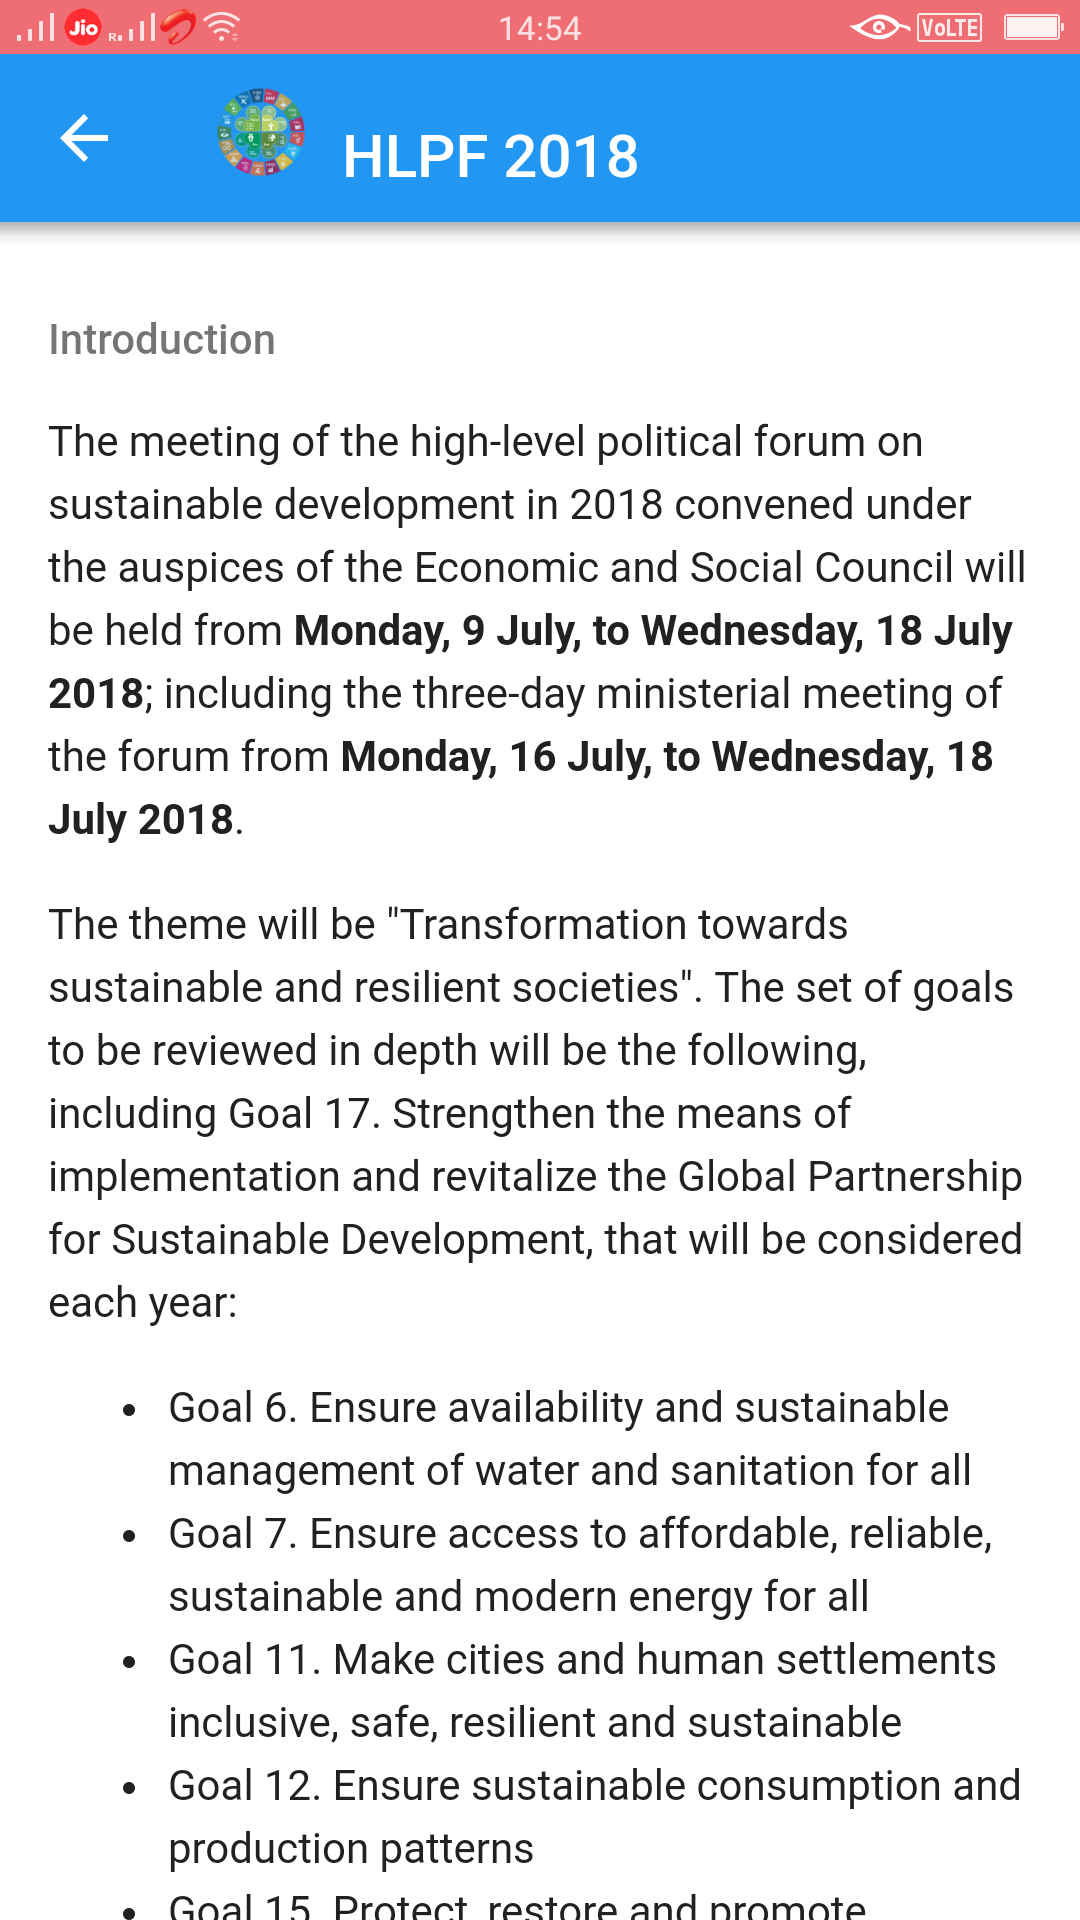 Jio R 14:54 VoLTE
HLPF 2018
Introduction
The meeting of the high-level political forum on
sustainable development in 2018 convened under
the auspices of the Economic and Social Council will
be held from Monday, 9 July, to Wednesday, 18 July
2018; including the three-day ministerial meeting of
the forum from Monday, 16 July, to Wednesday, 18
July 2018.
The theme will be "Transformation towards
sustainable and resilient societies". The set of goals
to be reviewed in depth will be the following,
including Goal 17. Strengthen the means of
implementation and revitalize the Global Partnership
for Sustainable Development, that will be considered
each year:
• Goal 6. Ensure availability and sustainable
management of water and sanitation for all
• Goal 7. Ensure access to affordable, reliable,
sustainable and modern energy for all
• Goal 11. Make cities and human settlements
inclusive, safe, resilient and sustainable
• Goal 12. Ensure sustainable consumption and
production patterns
• Goal 15. Protect, restore and promote